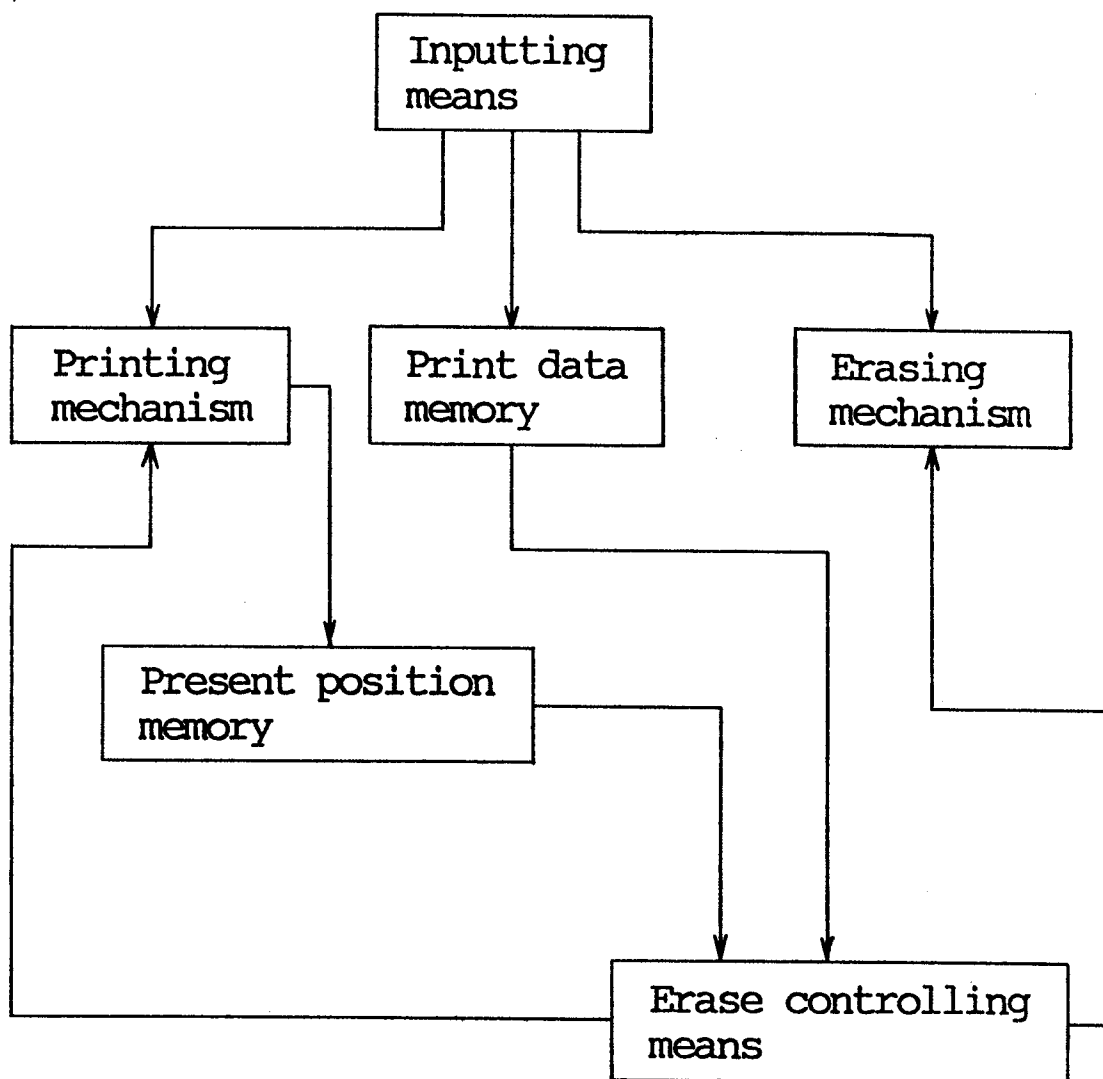 Inputting
means
Printing
mechanism
Print data
memory
Erasing
mechanism
Present position
memory
Erase controlling
means